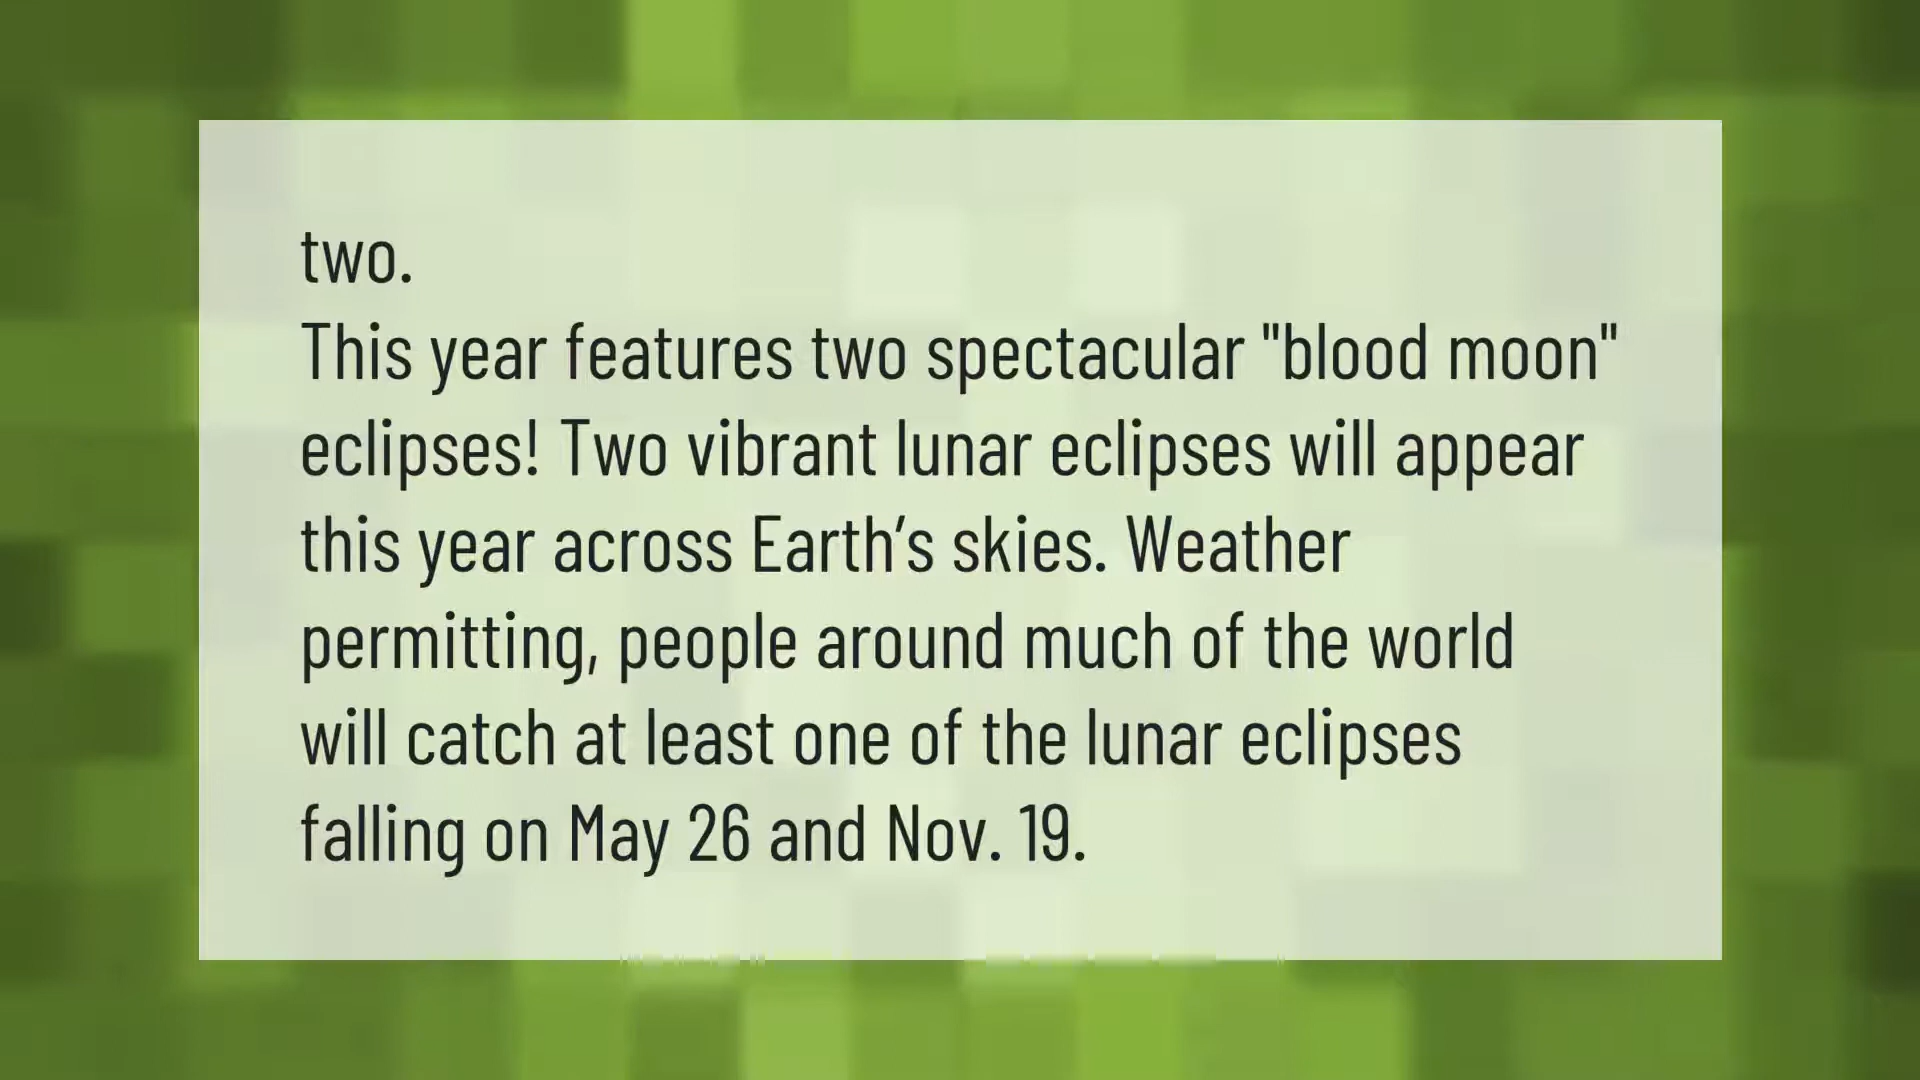 two.
This year features two spectacular "blood moon"
eclipses! Two vibrant lunar eclipses will appear
this year across Earth’s skies. Weather
permitting, people around much of the world
will catch at least one of the lunar eclipses
falling on May 26 and Nov. 19.